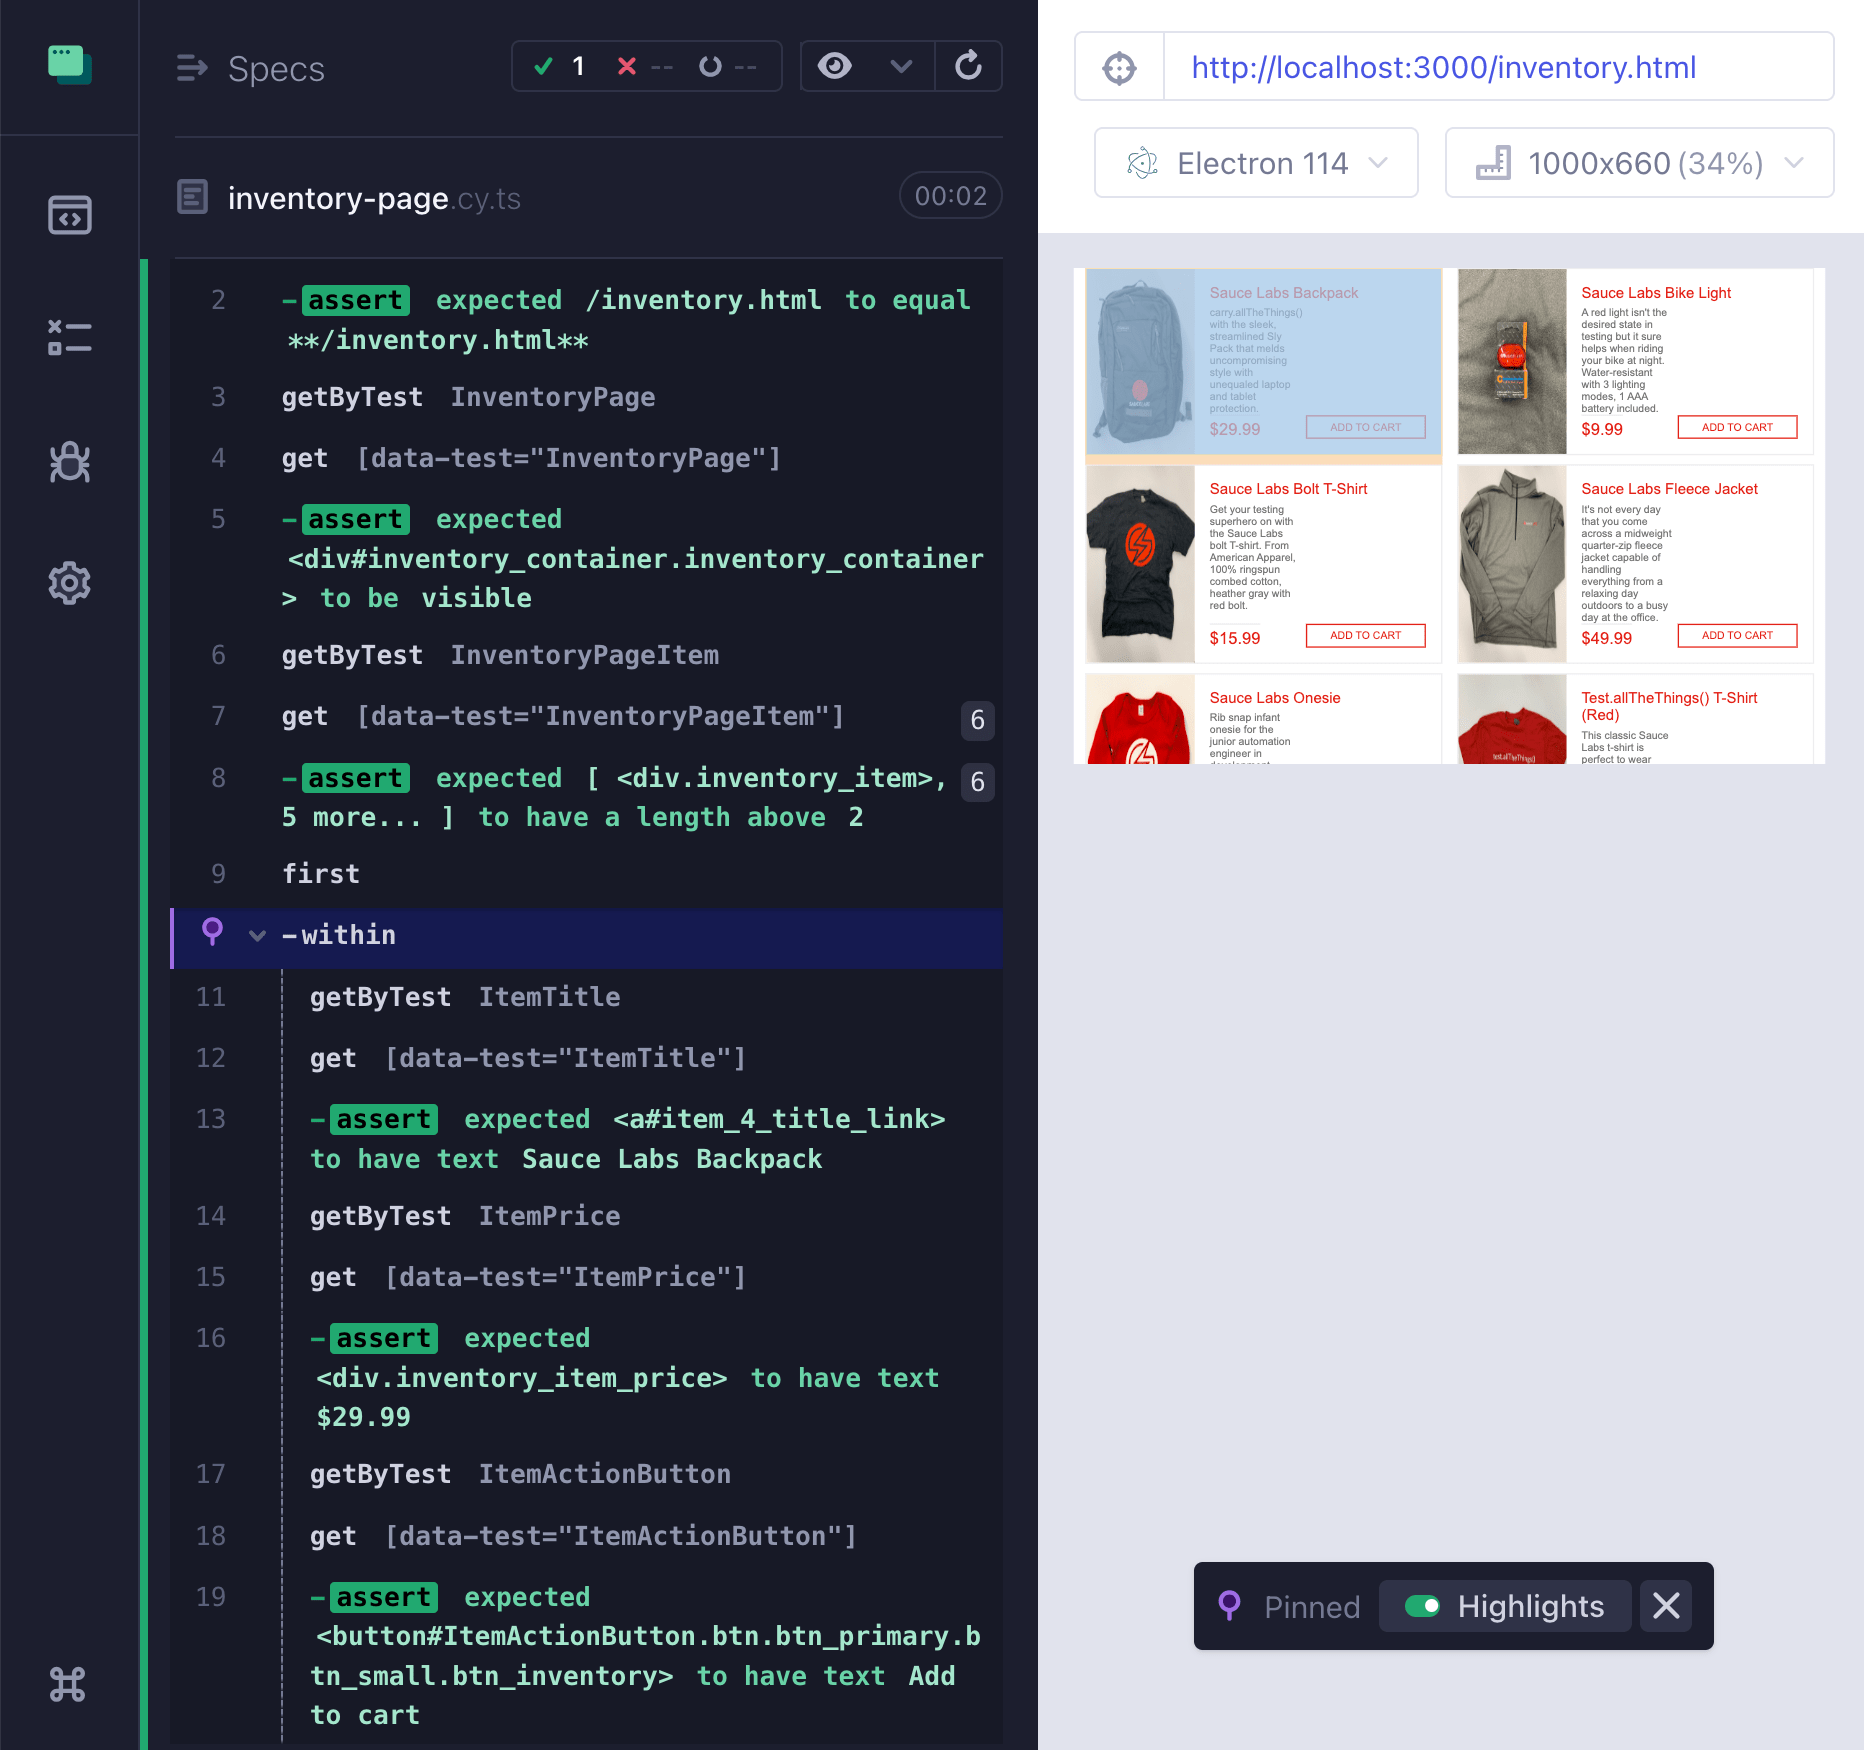 Specs
1 -- --
inventory-page.cy.ts 00:02
2 -assert expected /inventory.html to equal
**/inventory.html**
3 getByTest InventoryPage
4 get [data-test="InventoryPage"]
5 -assert expected
<div#inventory_container.inventory_container
> to be visible
6 getByTest InventoryPageItem
7 get [data-test="InventoryPageItem"] 6
8 -assert expected [ <div.inventory_item>, 6
5 more... ] to have a length above 2
9 first
-within
11 getByTest ItemTitle
12 get [data-test="ItemTitle"]
13 -assert expected <a#item_4_title_link>
to have text Sauce Labs Backpack
14 getByTest ItemPrice
15 get [data-test="ItemPrice"]
16 -assert expected
<div.inventory_item_price> to have text
$29.99
17 getByTest ItemActionButton
18 get [data-test="ItemActionButton"]
19 -assert expected
<button#ItemActionButton.btn.btn_primary.b
tn_small.btn_inventory> to have text Add
to cart
http://localhost:3000/inventory.html
Electron 114
1000x660 (34%)
Sauce Labs Backpack
carry.allTheThings()
with the sleek,
streamlined Sly
Pack that melds
uncompromising
style with
unequaled laptop
and tablet
protection.
$29.99 ADD TO CART
Sauce Labs Bike Light
A red light isn't the
desired state in
testing but it sure
helps when riding
your bike at night.
Water-resistant
with 3 lighting
modes, 1 AAA
battery included.
$9.99 ADD TO CART
Sauce Labs Bolt T-Shirt
Get your testing
superhero on with
the Sauce Labs
bolt T-shirt. From
American Apparel,
100% ringspun
combed cotton,
heather gray with
red bolt.
$15.99 ADD TO CART
Sauce Labs Fleece Jacket
It's not every day
that you come
across a midweight
quarter-zip fleece
jacket capable of
handling
everything from a
relaxing day
outdoors to a busy
day at the office.
$49.99 ADD TO CART
Sauce Labs Onesie
Rib snap infant
onesie for the
junior automation
engineer in
Test.allTheThings() T-Shirt
(Red)
This classic Sauce
Labs t-shirt is
perfect to wear
Pinned Highlights